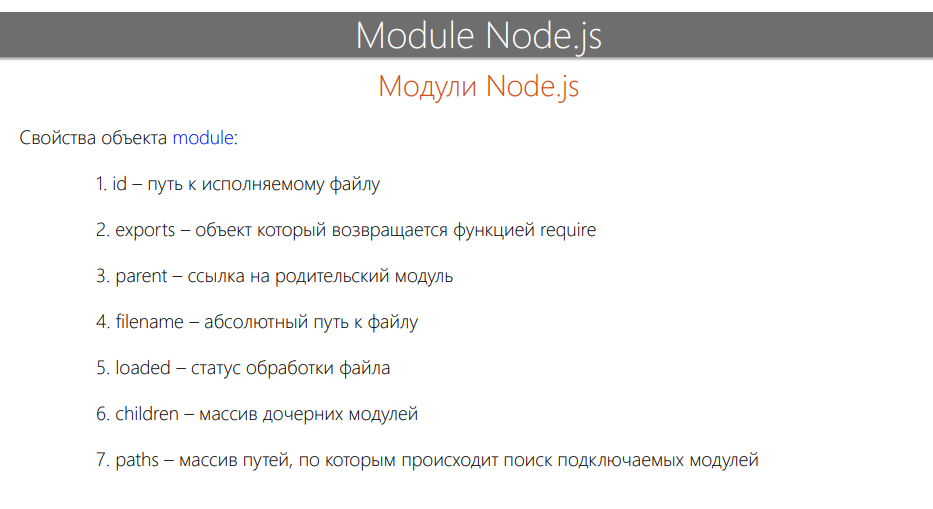 Module Node.js
Модули Node.js
Свойства объекта module:
1. id – путь к исполняемому файлу
2. exports – объект который возвращается функцией require
3. parent – ссылка на родительский модуль
4. filename – абсолютный путь к файлу
5. loaded – статус обработки файла
6. children – массив дочерних модулей
7. paths – массив путей, по которым происходит поиск подключаемых модулей